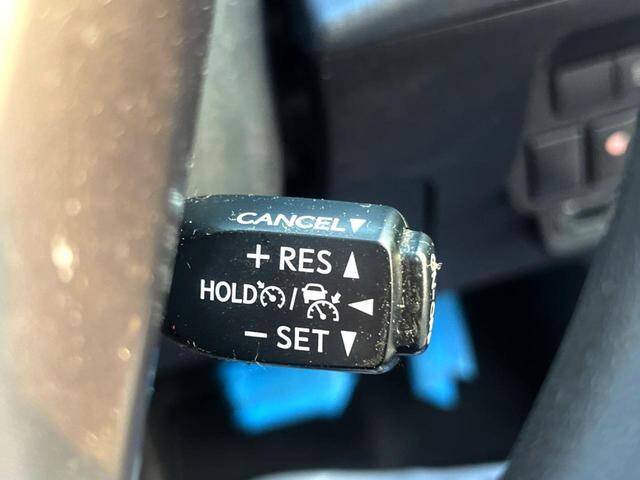 CANCEL▼
+ RES ▲
HOLD / ◀
− SET ▼